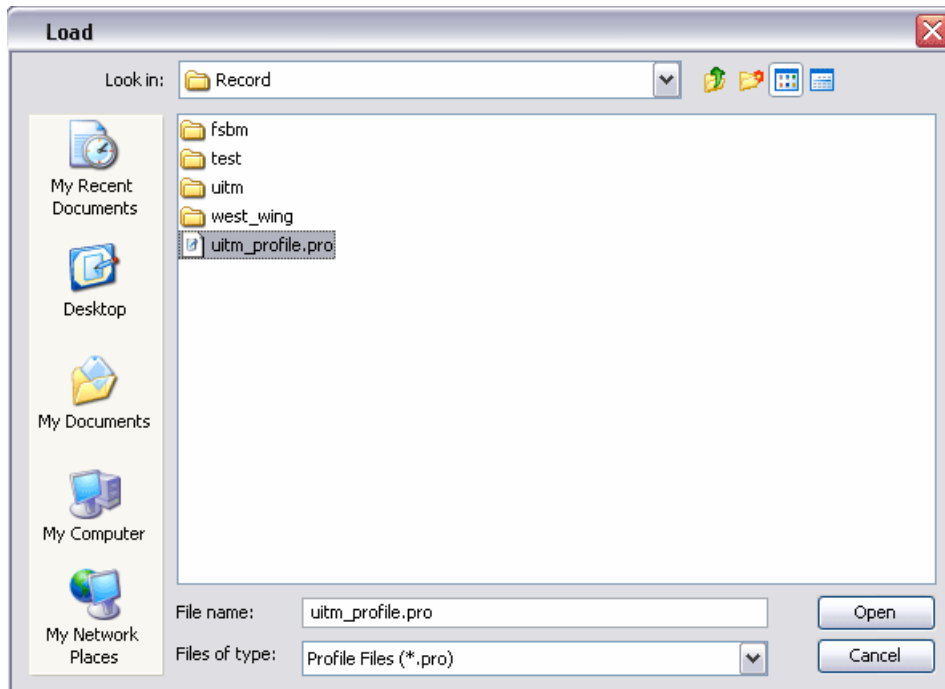 Load
Look in: Record
My Recent
Documents
Desktop
My Documents
My Computer
My Network
Places
fsbm
test
uitm
west_wing
uitm_profile.pro
File name: uitm_profile.pro
Open
Files of type: Profile Files (*.pro)
Cancel